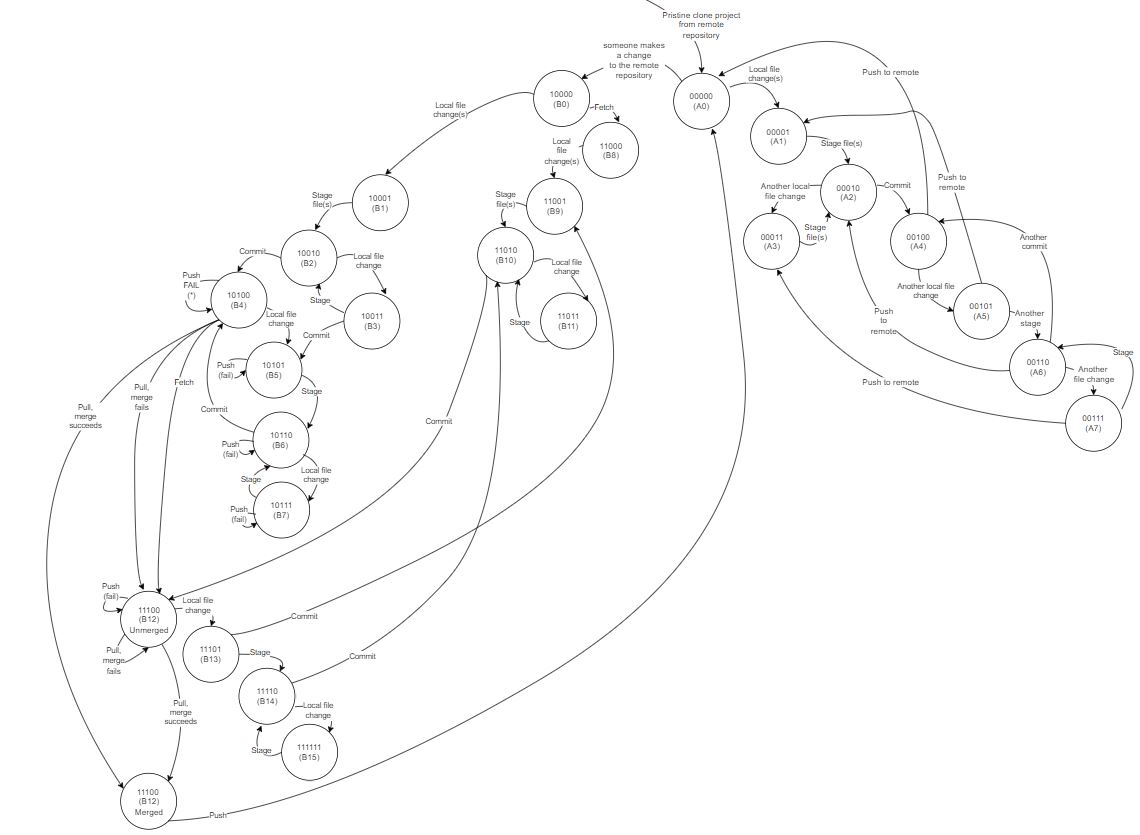 Pristine clone project
from remote
repository
someone makes
a change
to the remote
repository
Push to remote
Local file
change(s)
00000
(A0)
10000
(B0)
Fetch
Local file
change(s)
00001
(A1)
Stage file(s)
11000
(B8)
Local
file
change(s)
Push to
remote
Another local
file change
00010
(A2)
Commit
10001
(B1)
Stage
file(s)
11001
(B9)
Stage
file(s)
00011
(A3)
Stage
file(s)
00100
(A4)
Another
commit
10010
(B2)
Commit
Local file
change
11010
(B10)
Local file
change
Push
FAIL
(*)
10100
(B4)
Stage
Another local file
change
00101
(A5)
Another
stage
Local file
change
10011
(B3)
Commit
11011
(B11)
Stage
Push
to
remote
Push
(fail)
10101
(B5)
Stage
00110
(A6)
Stage
Another
file change
Push to remote
Pull,
merge
fails
Fetch
Pull,
merge
succeeds
Commit
Commit
00111
(A7)
10110
(B6)
Push
(fail)
Local file
change
Stage
10111
(B7)
Push
(fail)
Push
(fail)
11100
(B12)
Unmerged
Local file
change
Commit
Pull,
merge
fails
11101
(B13)
Stage
Commit
11110
(B14)
Local file
change
Pull,
merge
succeeds
Stage
111111
(B15)
11100
(B12)
Merged
Push